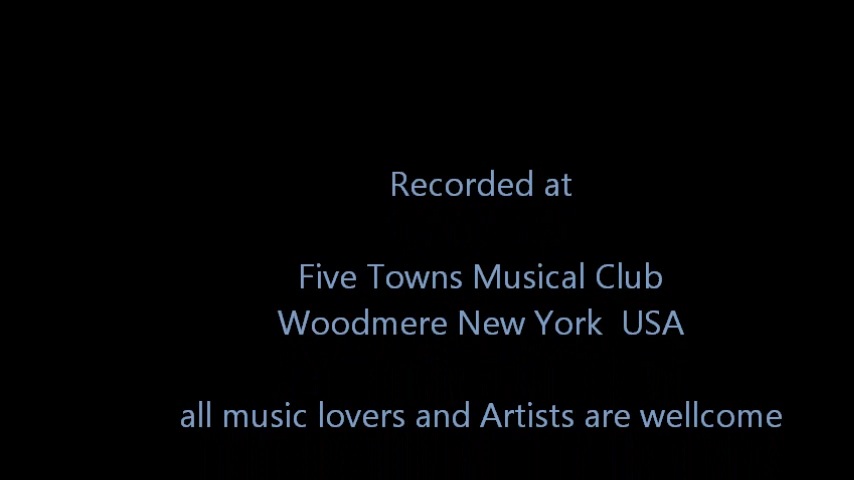 Recorded at
Five Towns Musical Club
Woodmere New York  USA
all music lovers and Artists are wellcome